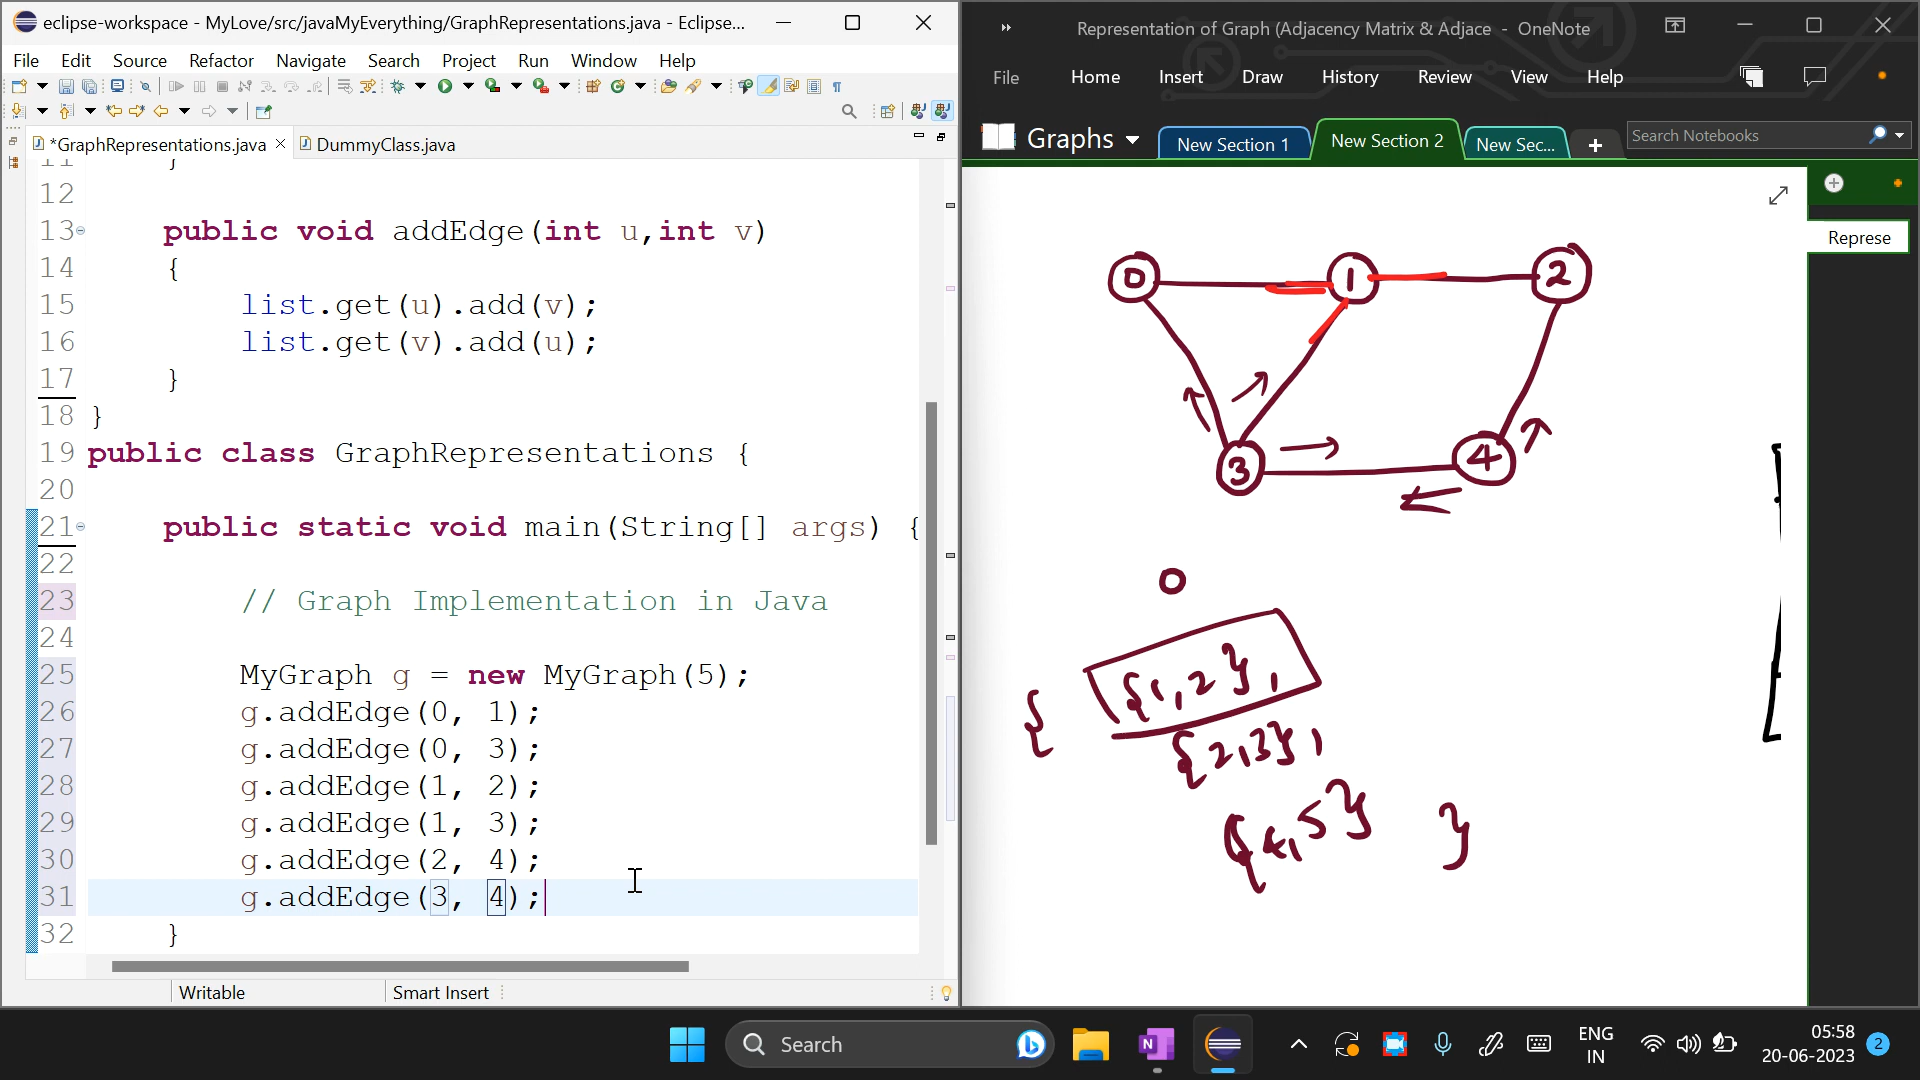 eclipse-workspace - MyLove/src/javaMyEverything/GraphRepresentations.java - Eclipse...
File Edit Source Refactor Navigate Search Project Run Window Help
*GraphRepresentations.java
DummyClass.java
11 }
12
13 public void addEdge(int u,int v)
14 {
15 list.get(u).add(v);
16 list.get(v).add(u);
17 }
18 }
19 public class GraphRepresentations {
20
21 public static void main(String[] args) {
22
23 // Graph Implementation in Java
24
25 MyGraph g = new MyGraph(5);
26 g.addEdge(0, 1);
27 g.addEdge(0, 3);
28 g.addEdge(1, 2);
29 g.addEdge(1, 3);
30 g.addEdge(2, 4);
31 g.addEdge(3, 4);
32 }
Writable Smart Insert
Representation of Graph (Adjacency Matrix & Adjace - OneNote
File Home Insert Draw History Review View Help
Graphs New Section 1 New Section 2 New Sec... + Search Notebooks
Represe
0 1 2
3 4
0
{ {1,2},
{2,3},
{4,5} }
Search
ENG
IN
05:58
20-06-2023
2